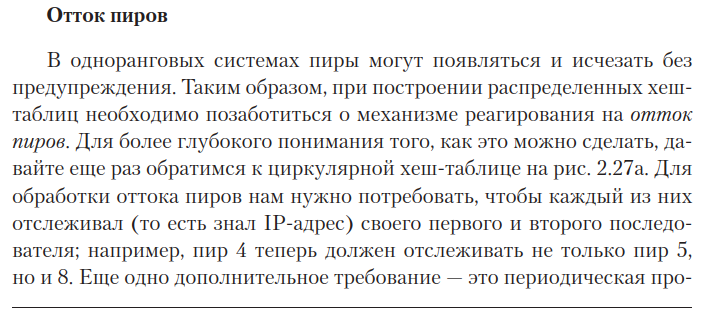 Отток пиров
В одноранговых системах пиры могут появляться и исчезать без
предупреждения. Таким образом, при построении распределенных хеш-
таблиц необходимо позаботиться о механизме реагирования на отток
пиров. Для более глубокого понимания того, как это можно сделать, да-
вайте еще раз обратимся к циркулярной хеш-таблице на рис. 2.27а. Для
обработки оттока пиров нам нужно потребовать, чтобы каждый из них
отслеживал (то есть знал IP-адрес) своего первого и второго последо-
вателя; например, пир 4 теперь должен отслеживать не только пир 5,
но и 8. Еще одно дополнительное требование — это периодическая про-